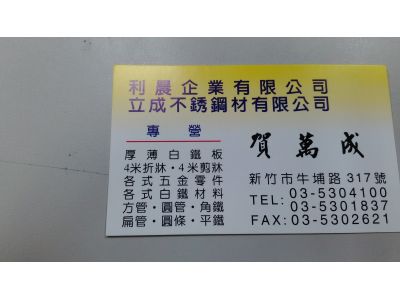 利晨企業有限公司
立成不銹鋼材有限公司
專營
厚薄白鐵板
4米折牀·4米剪牀
各式五金零件
各式白鐵材料
方管·圓管·角鐵
扁管·圓條·平鐵
賀萬成
新竹市牛埔路317號
TEL: 03-5304100
03-5301837
FAX: 03-5302621